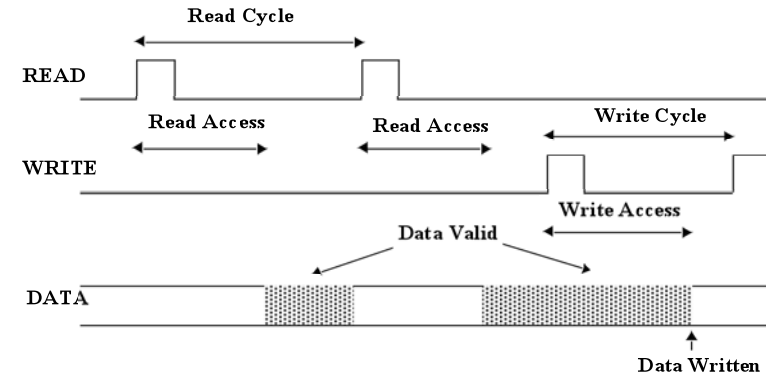 Read Cycle
READ
Read Access
Read Access
Write Cycle
WRITE
Write Access
Data Valid
DATA
Data Written